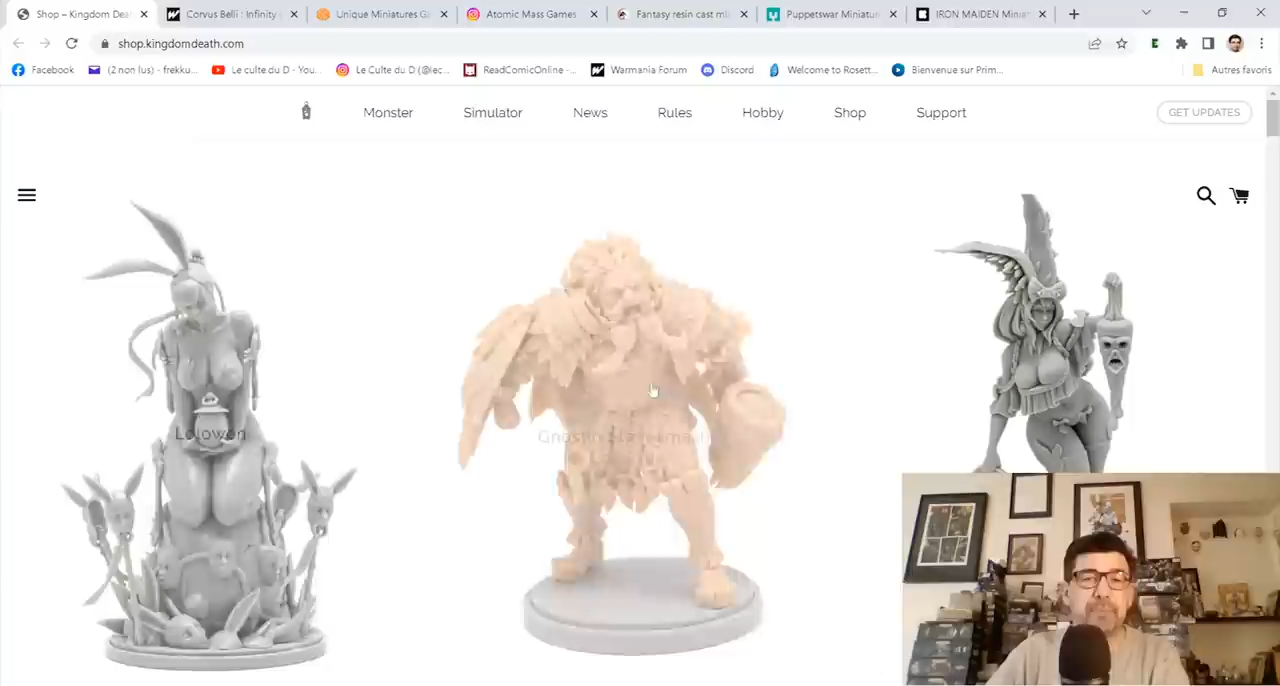 Shop – Kingdom Dea
Corvus Belli : Infinity
Unique Miniatures G
Atomic Mass Games
Fantasy resin cast mi
Puppetswar Miniatur
IRON MAIDEN Minia
shop.kingdomdeath.com
Facebook
(2 non lus) - frekku...
Le culte du D - You...
Le Culte du D (@lec...
ReadComicOnline -...
Warmania Forum
Discord
Welcome to Rosett...
Bienvenue sur Prim...
Autres favoris
Monster
Simulator
News
Rules
Hobby
Shop
Support
GET UPDATES
Lolowen